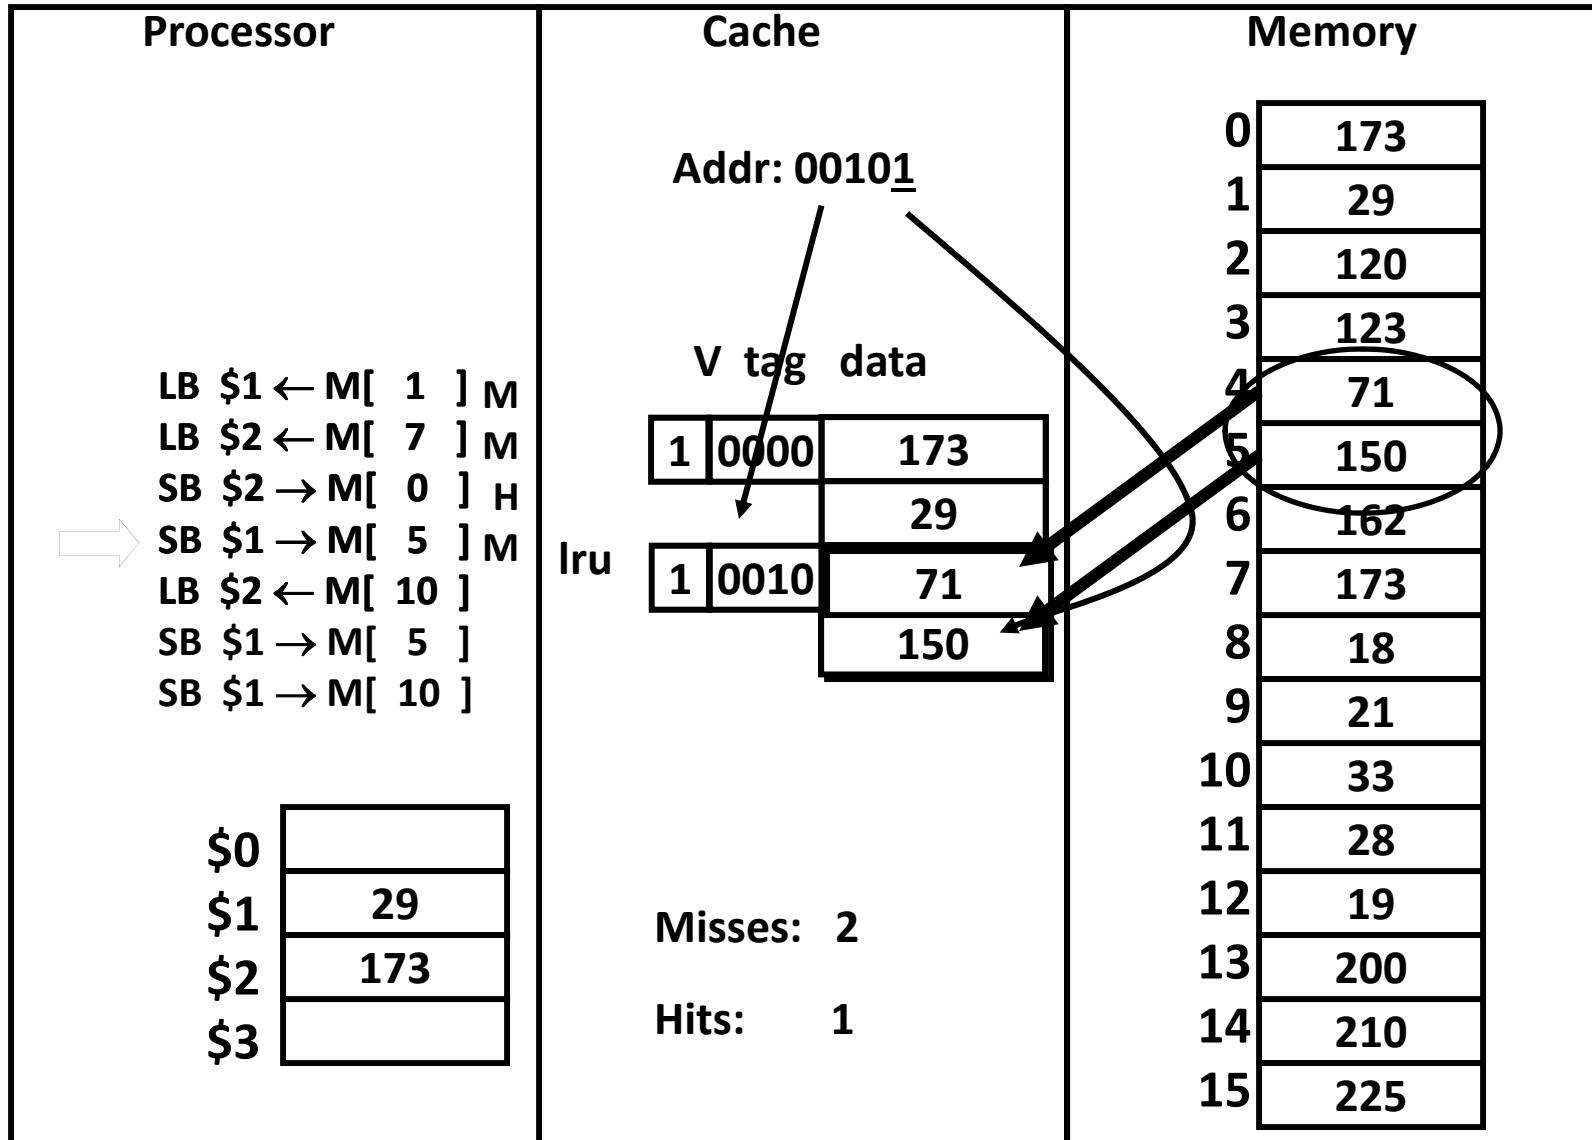 Processor
LB $1 ← M[ 1 ] M
LB $2 ← M[ 7 ] M
SB $2 → M[ 0 ] H
SB $1 → M[ 5 ] M
LB $2 ← M[ 10 ]
SB $1 → M[ 5 ]
SB $1 → M[ 10 ]
$0
$1 29
$2 173
$3
Cache
Addr: 00101
V tag data
1 0000 173
29
lru 1 0010 71
150
Misses: 2
Hits: 1
Memory
0 173
1 29
2 120
3 123
4 71
5 150
6 162
7 173
8 18
9 21
10 33
11 28
12 19
13 200
14 210
15 225